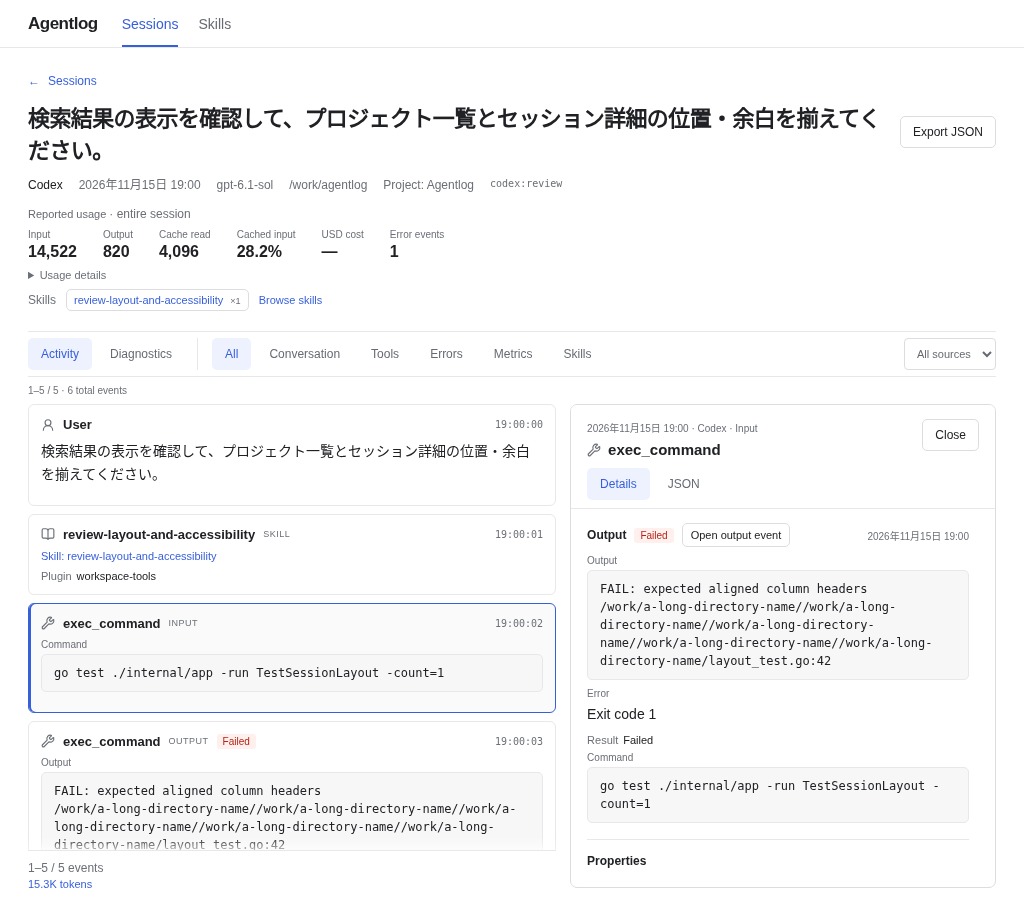 Agentlog Sessions Skills
← Sessions
検索結果の表示を確認して、プロジェクト一覧とセッション詳細の位置・余白を揃えてく
ださい。
Export JSON
Codex 2026年11月15日 19:00 gpt-6.1-sol /work/agentlog Project: Agentlog codex:review
Reported usage · entire session
Input Output Cache read Cached input USD cost Error events
14,522 820 4,096 28.2% — 1
▶ Usage details
Skills review-layout-and-accessibility ×1 Browse skills
Activity Diagnostics All Conversation Tools Errors Metrics Skills All sources
1–5 / 5 · 6 total events
User 19:00:00
検索結果の表示を確認して、プロジェクト一覧とセッション詳細の位置・余白
を揃えてください。
review-layout-and-accessibility SKILL 19:00:01
Skill: review-layout-and-accessibility
Plugin workspace-tools
exec_command INPUT 19:00:02
Command
go test ./internal/app -run TestSessionLayout -count=1
exec_command OUTPUT Failed 19:00:03
Output
FAIL: expected aligned column headers
/work/a-long-directory-name//work/a-long-directory-name//work/a-
long-directory-name//work/a-long-directory-name//work/a-long-
directory-name/layout_test.go:42
1–5 / 5 events
15.3K tokens
2026年11月15日 19:00 · Codex · Input
exec_command
Close
Details JSON
Output Failed Open output event 2026年11月15日 19:00
Output
FAIL: expected aligned column headers
/work/a-long-directory-name//work/a-long-
directory-name//work/a-long-directory-
name//work/a-long-directory-name//work/a-long-
directory-name/layout_test.go:42
Error
Exit code 1
Result Failed
Command
go test ./internal/app -run TestSessionLayout -
count=1
Properties